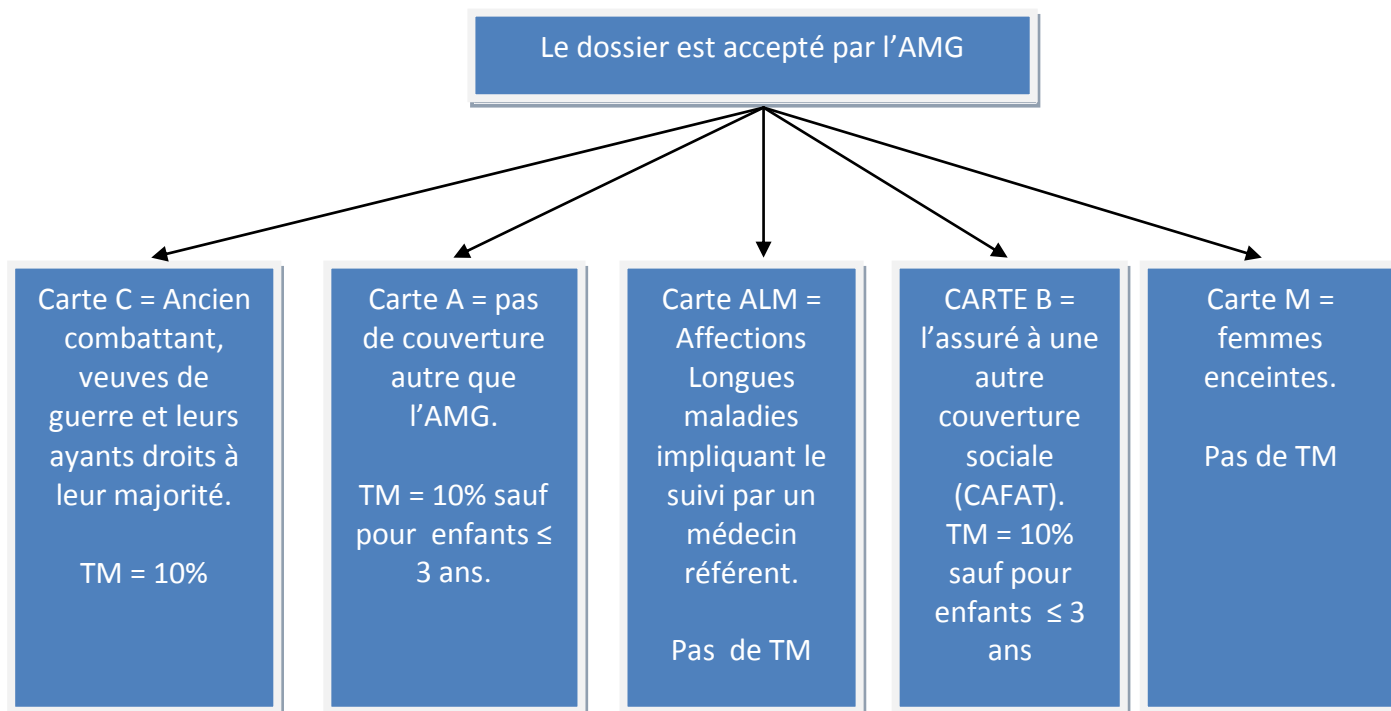 Le dossier est accepté par l’AMG
Carte C = Ancien
combattant,
veuves de
guerre et leurs
ayants droits à
leur majorité.
TM = 10%
Carte A = pas
de couverture
autre que
l’AMG.
TM = 10% sauf
pour enfants ≤
3 ans.
Carte ALM =
Affections
Longues
maladies
impliquant le
suivi par un
médecin
référent.
Pas de TM
CARTE B =
l’assuré à une
autre
couverture
sociale
(CAFAT).
TM = 10%
sauf pour
enfants ≤ 3
ans
Carte M =
femmes
enceintes.
Pas de TM